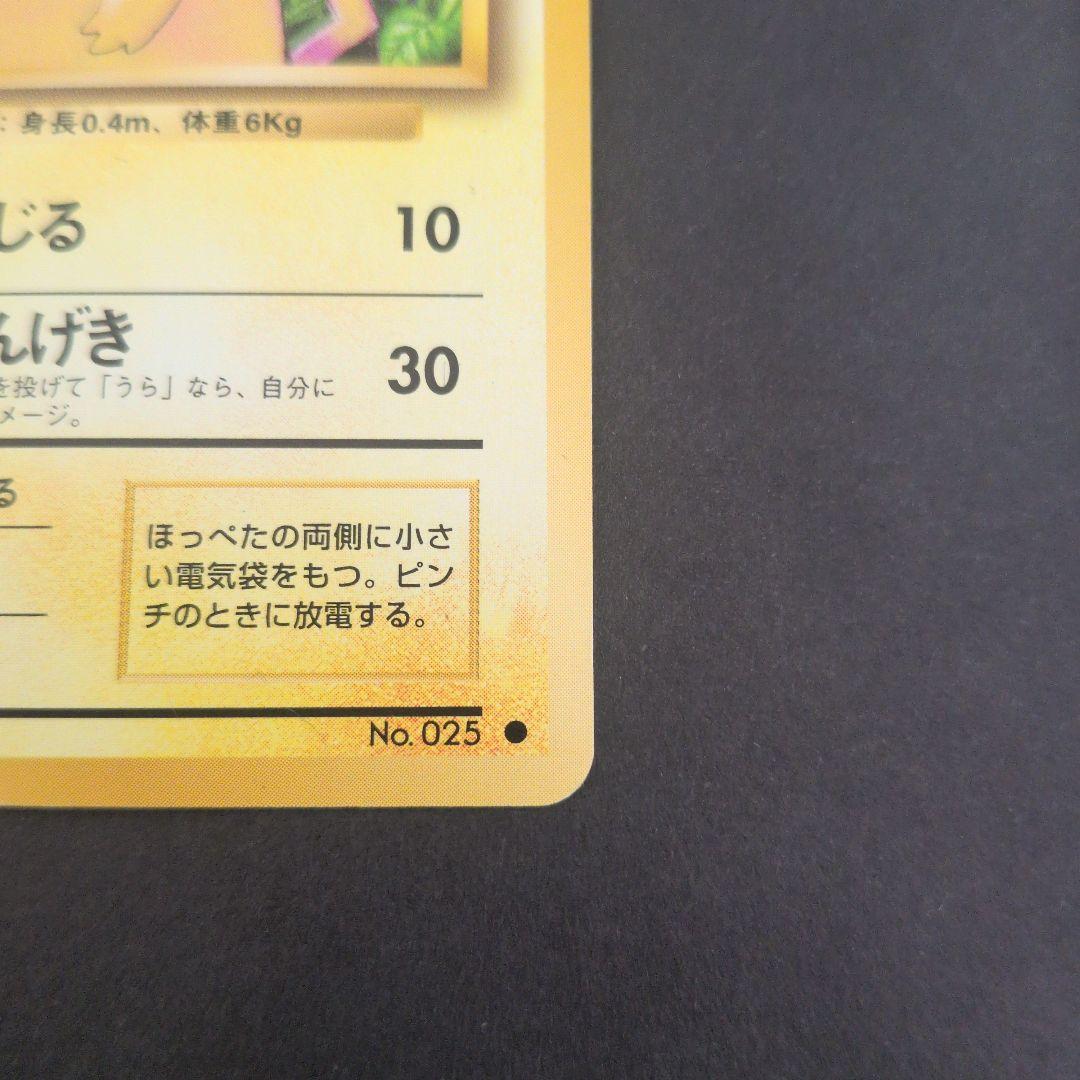 : 身長0.4m、体重6Kg
じる 10
んげき 30
を投げて「うら」なら、自分に
メージ。
る
ほっぺたの両側に小さ
い電気袋をもつ。ピン
チのときに放電する。
No. 025 ●